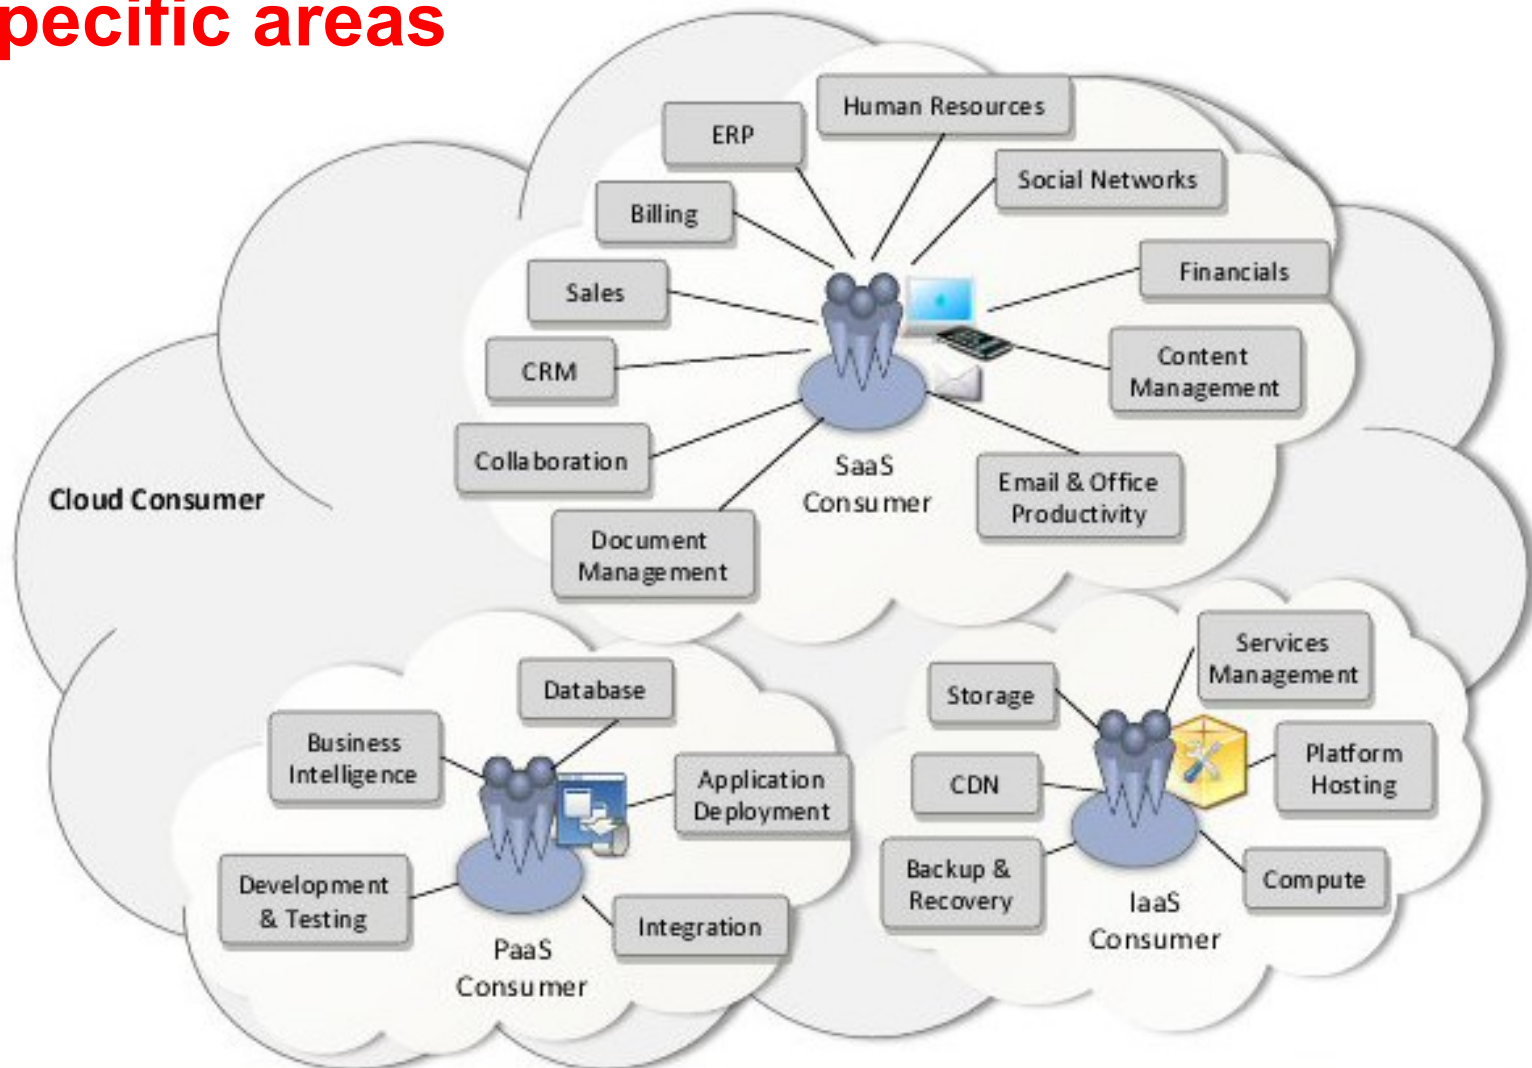 pecific areas
Human Resources
ERP
Social Networks
Billing
Financials
Sales
Content
Management
CRM
Collaboration
SaaS
Consumer
Email & Office
Productivity
Cloud Consumer
Document
Management
Services
Management
Database
Storage
Business
Intelligence
Platform
Hosting
Application
Deployment
CDN
Development
& Testing
Backup &
Recovery
Compute
Integration
IaaS
Consumer
PaaS
Consumer